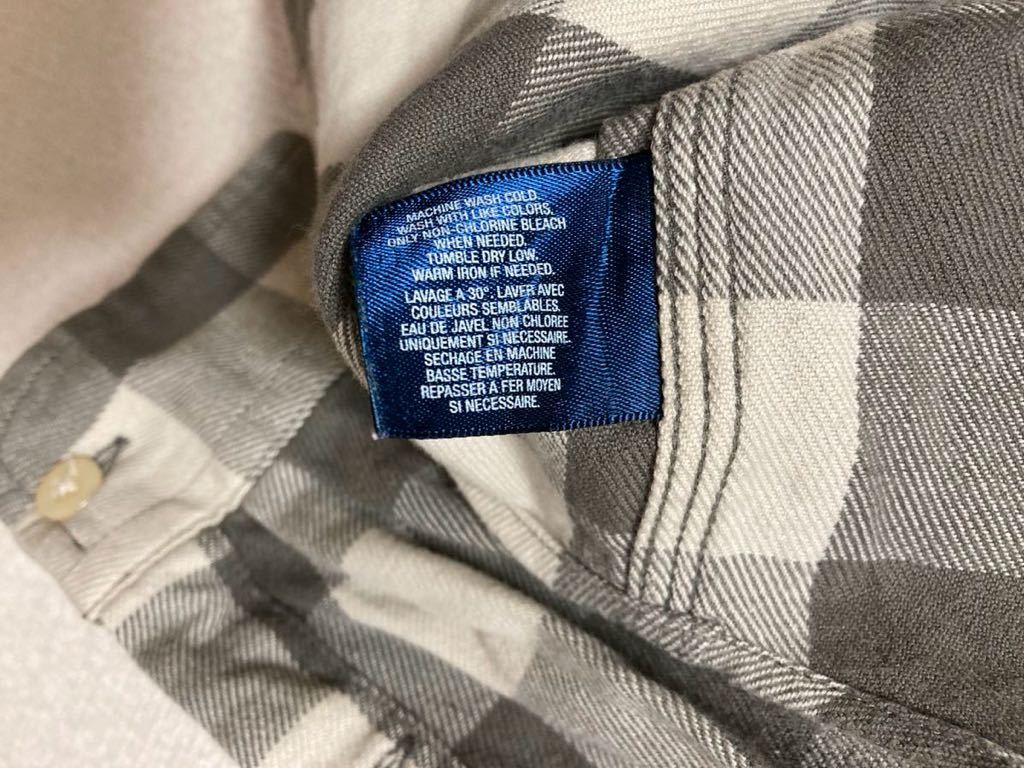 MACHINE WASH COLD.
WASH WITH LIKE COLORS.
ONLY NON-CHLORINE BLEACH
WHEN NEEDED.
TUMBLE DRY LOW.
WARM IRON IF NEEDED.
LAVAGE A 30°. LAVER AVEC
COULEURS SEMBLABLES.
EAU DE JAVEL NON-CHLOREE
UNIQUEMENT SI NECESSAIRE.
SECHAGE EN MACHINE
BASSE TEMPERATURE.
REPASSER A FER MOYEN
SI NECESSAIRE.